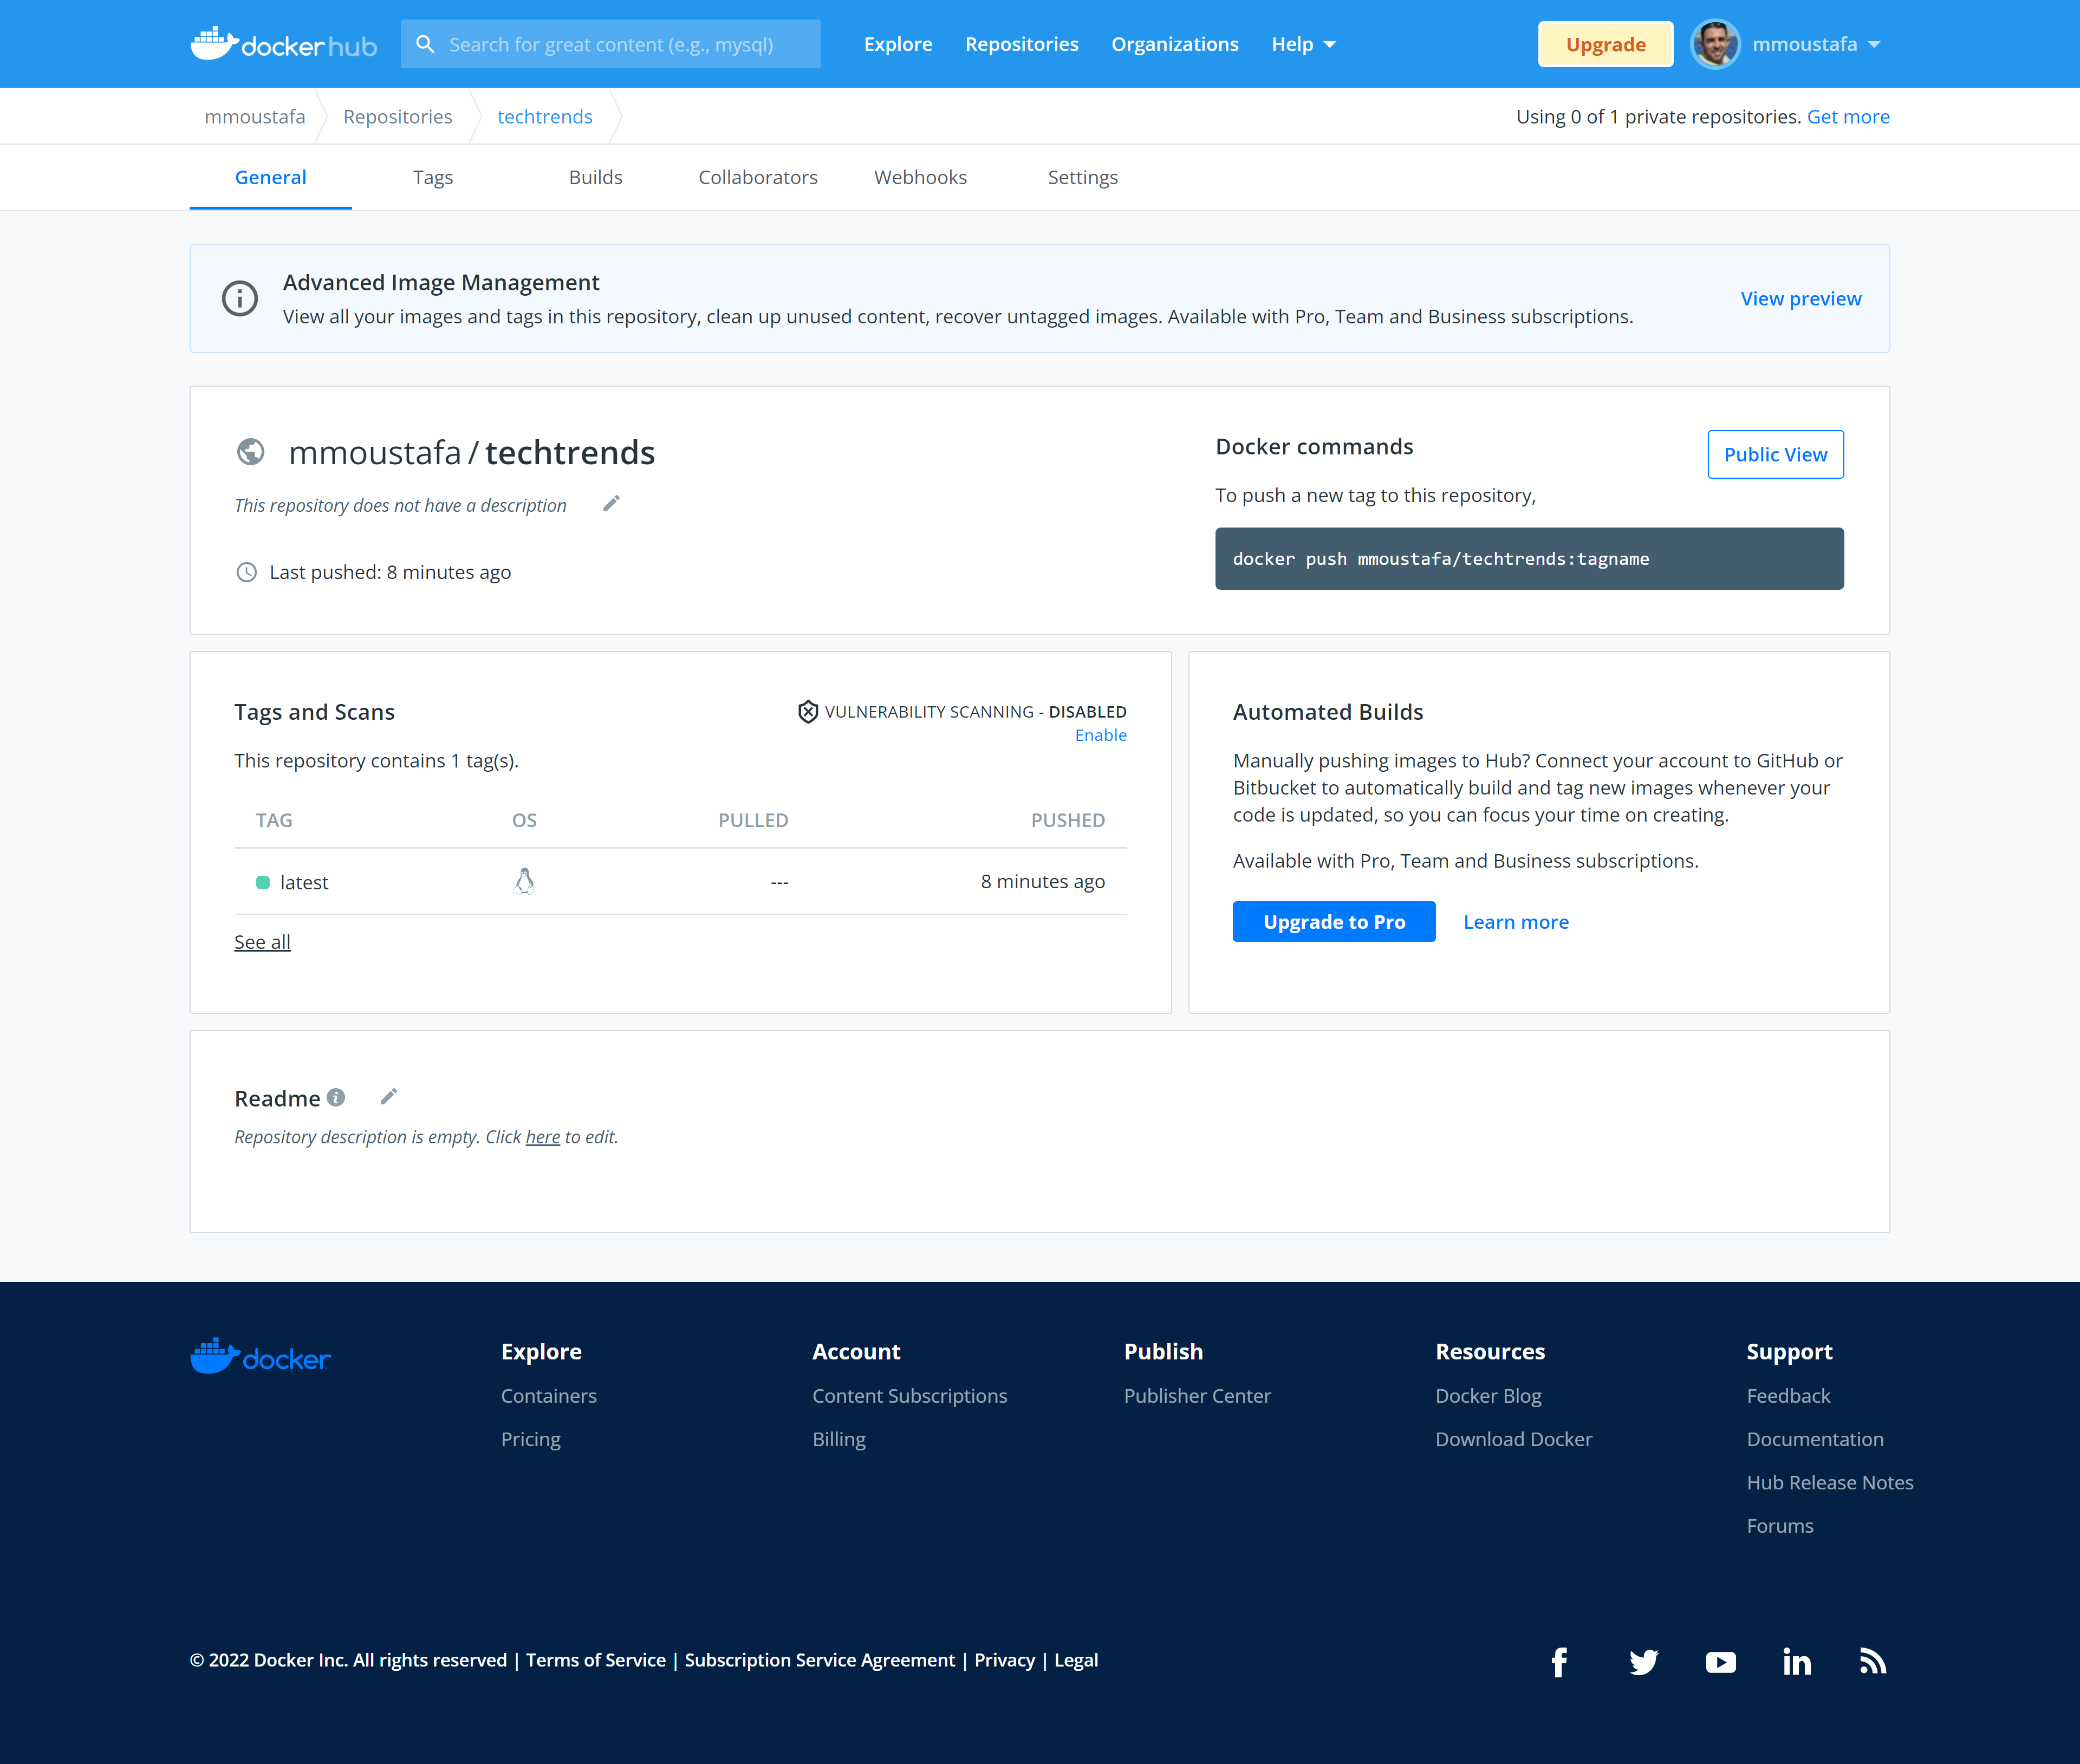 docker hub
Search for great content (e.g., mysql)
Explore
Repositories
Organizations
Help
Upgrade
mmoustafa
mmoustafa
Repositories
techtrends
Using 0 of 1 private repositories. Get more
General
Tags
Builds
Collaborators
Webhooks
Settings
Advanced Image Management
View all your images and tags in this repository, clean up unused content, recover untagged images. Available with Pro, Team and Business subscriptions.
View preview
mmoustafa / techtrends
This repository does not have a description
Last pushed: 8 minutes ago
Docker commands
Public View
To push a new tag to this repository,
docker push mmoustafa/techtrends:tagname
Tags and Scans
VULNERABILITY SCANNING - DISABLED
Enable
This repository contains 1 tag(s).
TAG OS PULLED PUSHED
latest --- 8 minutes ago
See all
Automated Builds
Manually pushing images to Hub? Connect your account to GitHub or
Bitbucket to automatically build and tag new images whenever your
code is updated, so you can focus your time on creating.
Available with Pro, Team and Business subscriptions.
Upgrade to Pro
Learn more
Readme
Repository description is empty. Click here to edit.
docker
Explore
Containers
Pricing
Account
Content Subscriptions
Billing
Publish
Publisher Center
Resources
Docker Blog
Download Docker
Support
Feedback
Documentation
Hub Release Notes
Forums
© 2022 Docker Inc. All rights reserved | Terms of Service | Subscription Service Agreement | Privacy | Legal